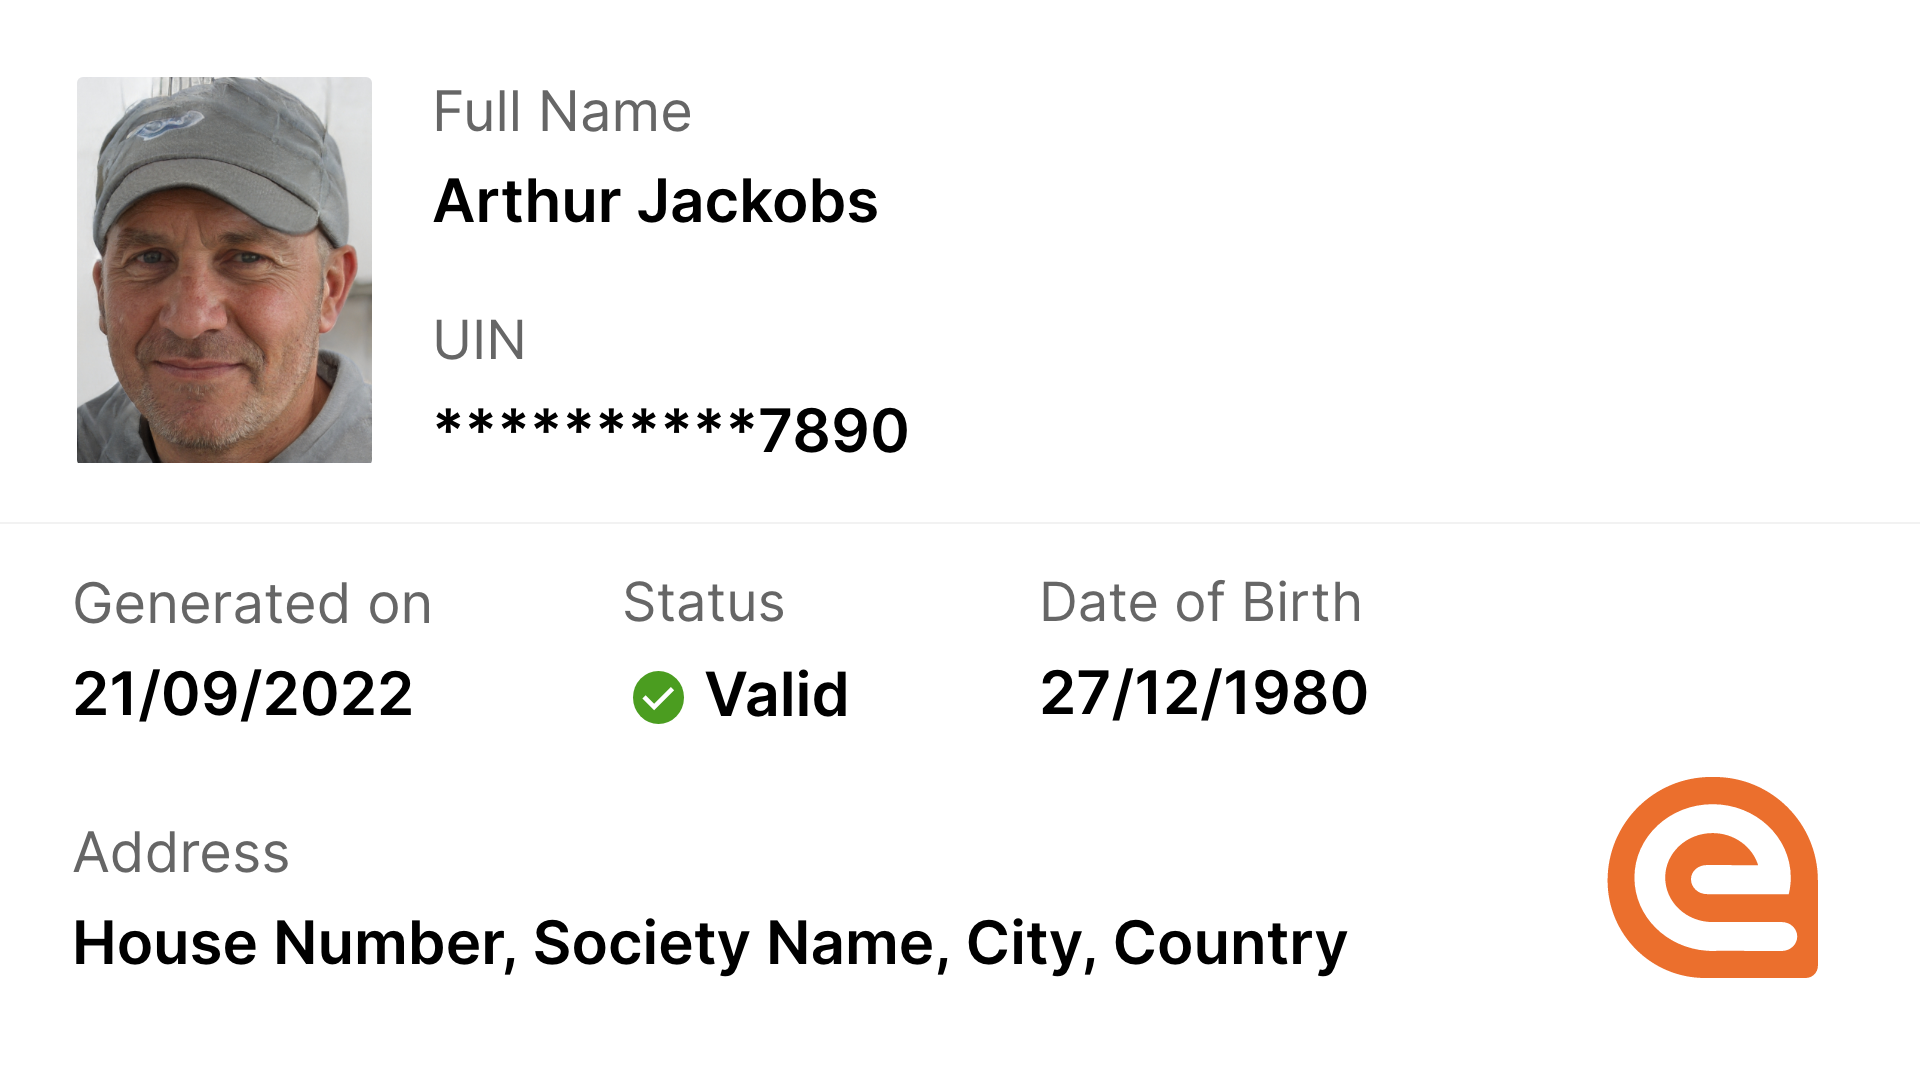 Full Name
Arthur Jackobs
UIN
**********7890
Generated on
Status
Date of Birth
21/09/2022
Valid
27/12/1980
Address
House Number, Society Name, City, Country